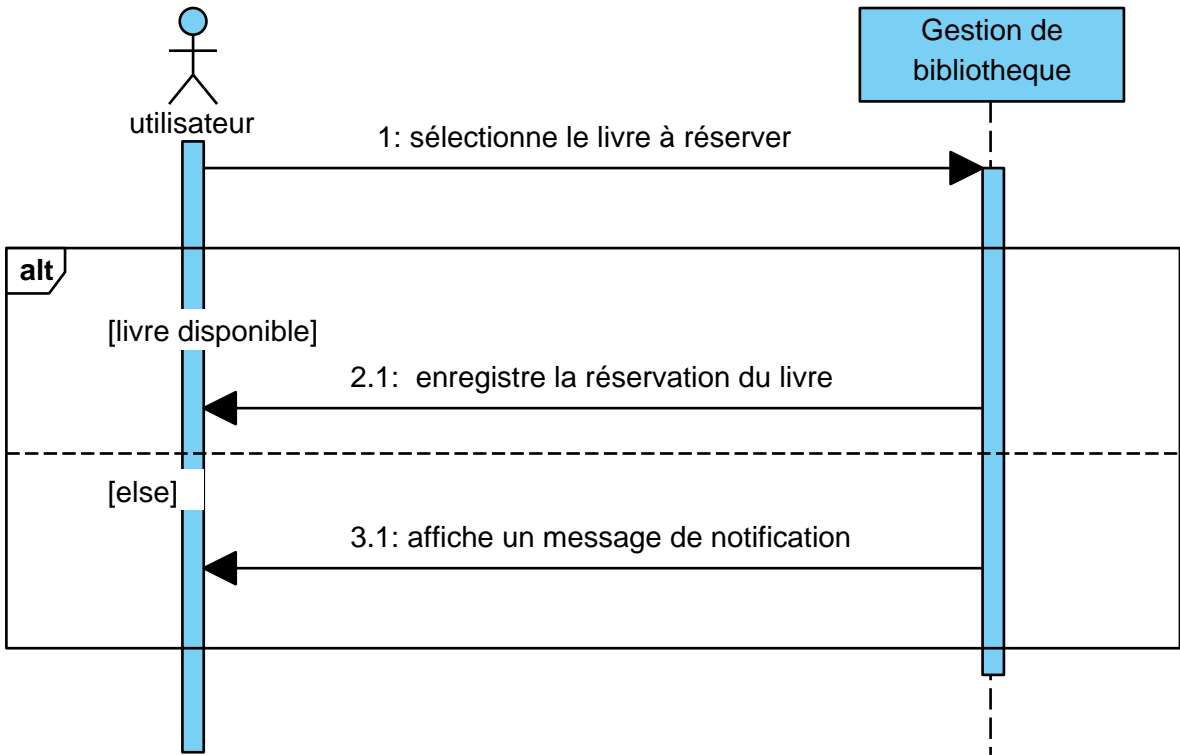 Gestion de
bibliotheque
utilisateur
1: sélectionne le livre à réserver
alt
[livre disponible]
2.1:  enregistre la réservation du livre
[else]
3.1: affiche un message de notification